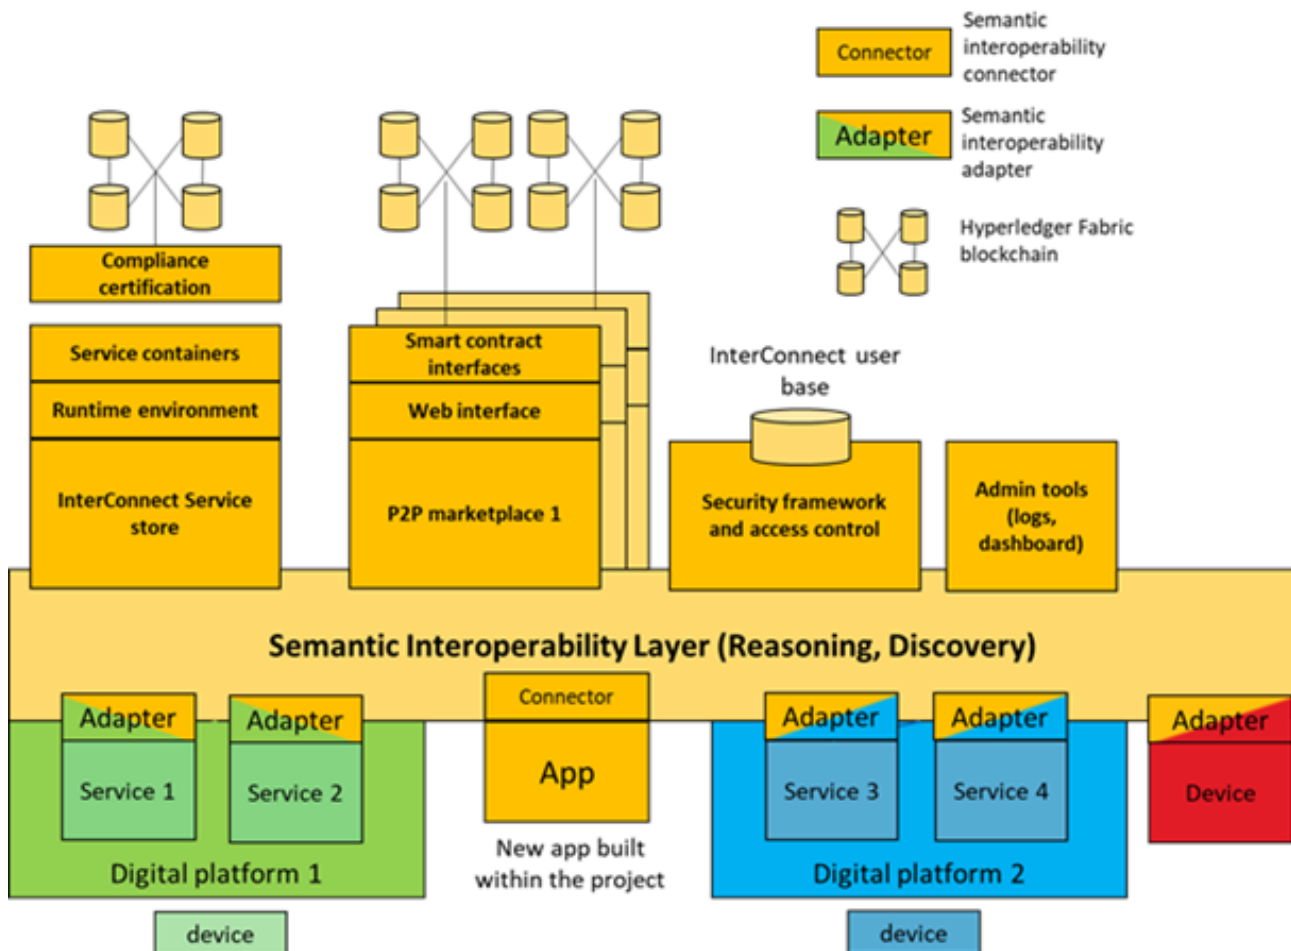 Connector
Semantic
interoperability
connector
Adapter
Semantic
interoperability
adapter
Hyperledger Fabric
blockchain
Compliance
certification
Service containers
Runtime environment
InterConnect Service
store
Smart contract
interfaces
Web interface
P2P marketplace 1
InterConnect user
base
Security framework
and access control
Admin tools
(logs,
dashboard)
Semantic Interoperability Layer (Reasoning, Discovery)
Adapter
Service 1
Adapter
Service 2
Digital platform 1
device
Connector
App
New app built
within the project
Adapter
Service 3
Adapter
Service 4
Digital platform 2
device
Adapter
Device